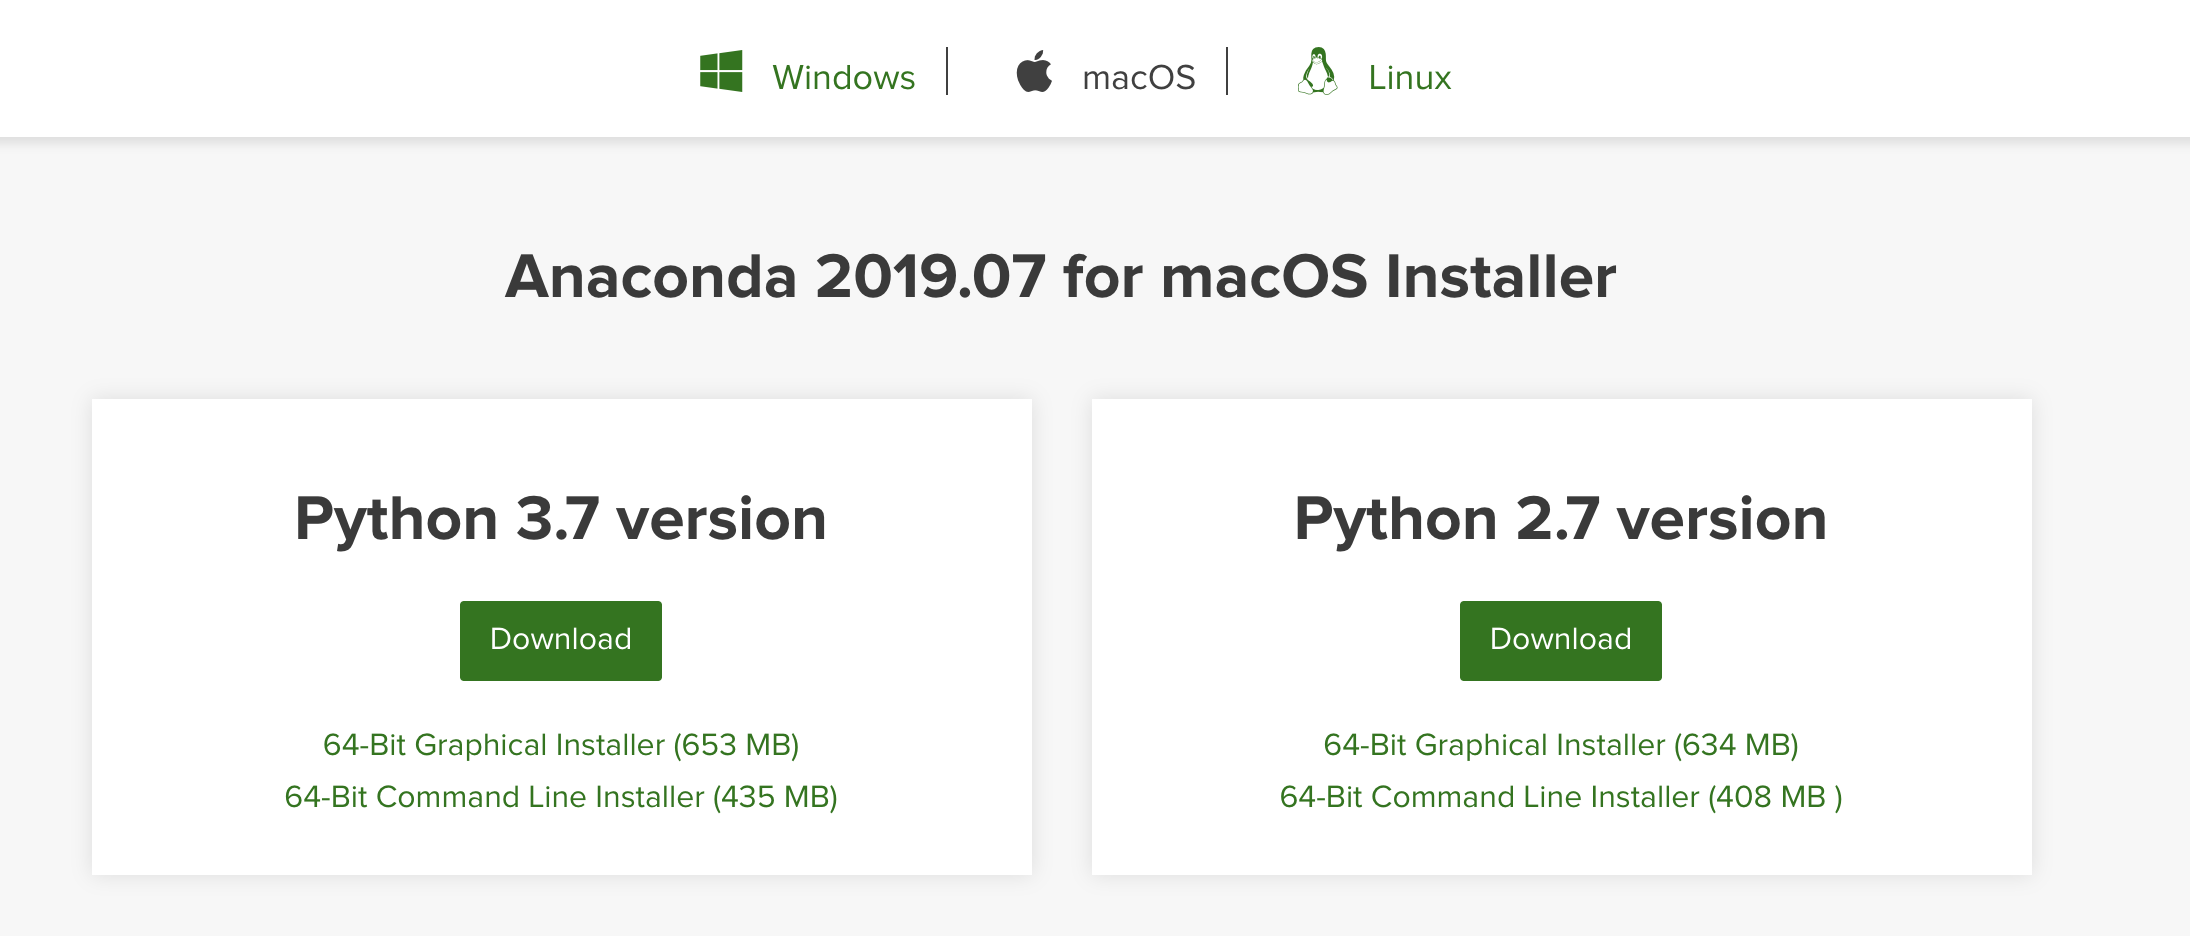 Windows
macOS
Linux
Anaconda 2019.07 for macOS Installer
Python 3.7 version
Download
64-Bit Graphical Installer (653 MB)
64-Bit Command Line Installer (435 MB)
Python 2.7 version
Download
64-Bit Graphical Installer (634 MB)
64-Bit Command Line Installer (408 MB )